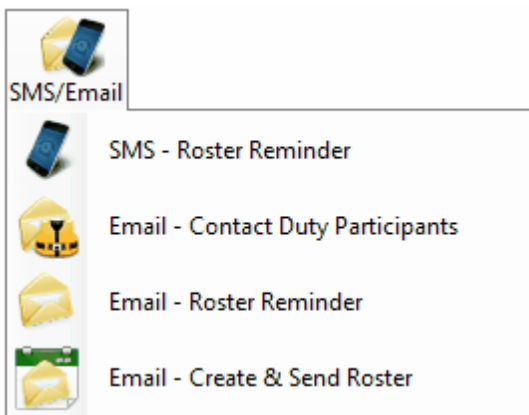 SMS/Email
SMS - Roster Reminder
Email - Contact Duty Participants
Email - Roster Reminder
Email - Create & Send Roster